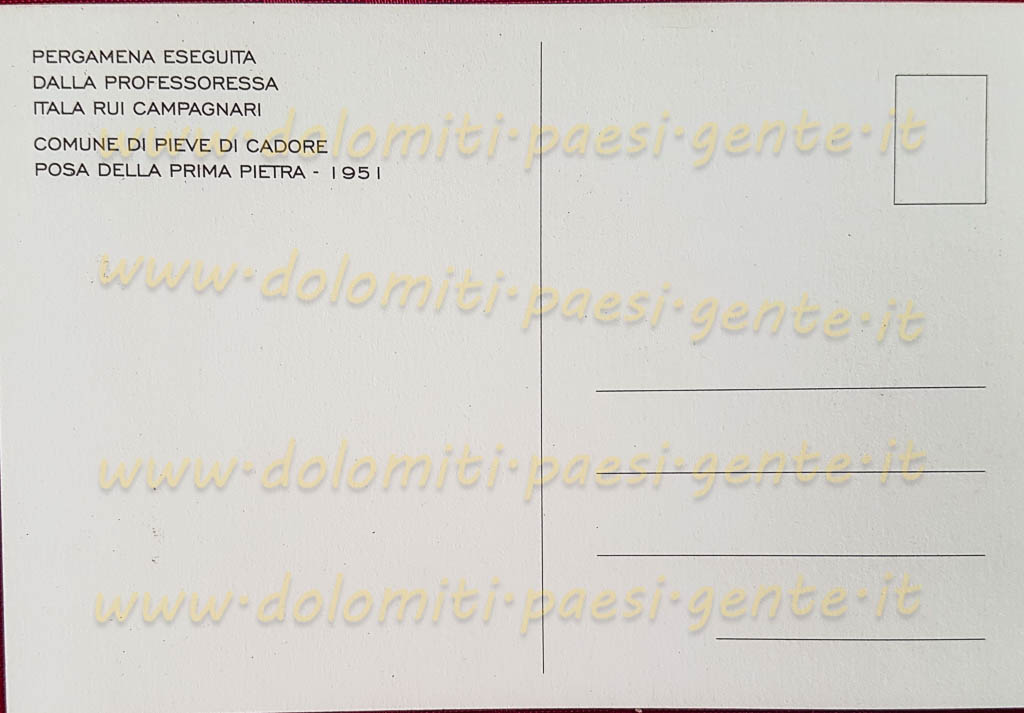 PERGAMENA ESEGUITA
DALLA PROFESSORESSA
ITALA RUI CAMPAGNARI
COMUNE DI PIEVE DI CADORE
POSA DELLA PRIMA PIETRA - 1951
www.dolomiti-paesi-gente.it
www.dolomiti-paesi-gente.it
www.dolomiti-paesi-gente.it
www.dolomiti-paesi-gente.it